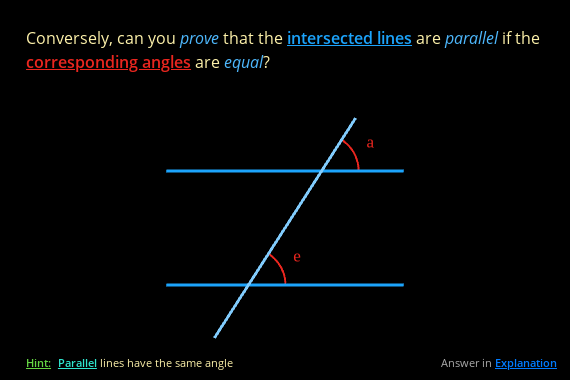 Conversely, can you prove that the intersected lines are parallel if the
corresponding angles are equal?
a
e
Hint: Parallel lines have the same angle
Answer in Explanation